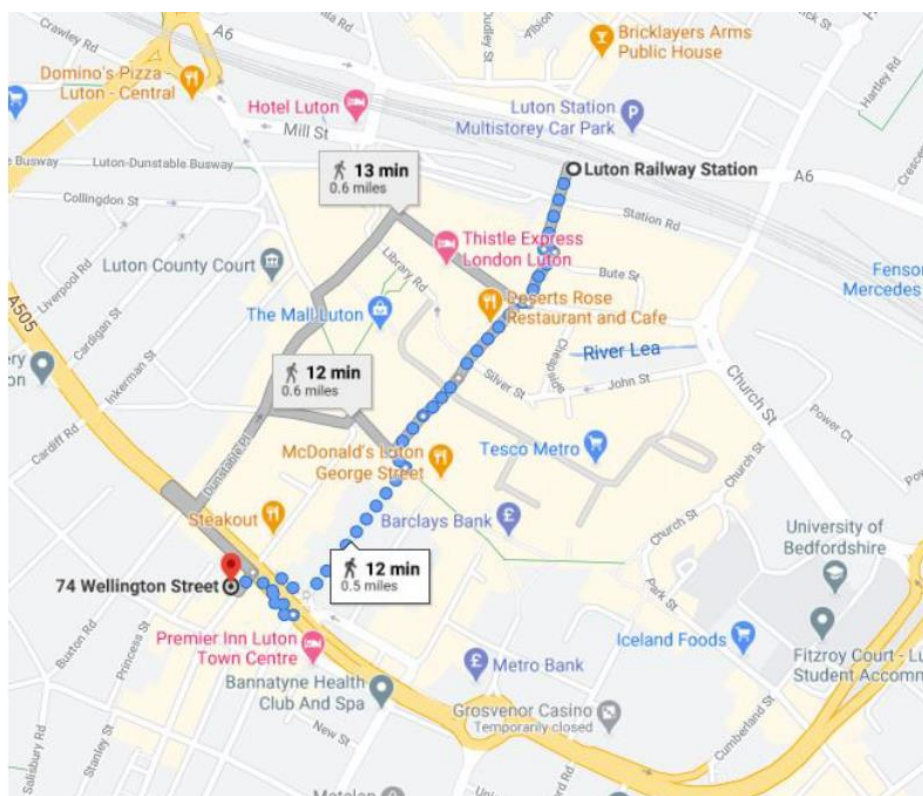 A6
Crawley Rd
Dudley St
Bricklayers Arms
Public House
Hartley Rd
Domino's Pizza -
Luton - Central
Hotel Luton
Mill St
Luton Station
Multistorey Car Park
Busway
Luton-Dunstable Busway
13 min
0.6 miles
Luton Railway Station
A6
Collingdon St
Station Rd
Liverpool Rd
Luton County Court
Library Rd
Thistle Express
London Luton
Bute St
Cardigan St
The Mall Luton
Deserts Rose
Restaurant and Cafe
A505
River Lea
Cheapside
Inkerman St
12 min
0.6 miles
Silver St
John St
Church St
Cardiff Rd
Dunstable Pl
McDonald's Luton
George Street
Tesco Metro
Power Ct
Church St
Steakout
Barclays Bank
Church St
University of
Bedfordshire
12 min
0.5 miles
74 Wellington Street
Park St
Premier Inn Luton
Town Centre
Iceland Foods
Buxton Rd
Princess St
Metro Bank
Bannatyne Health
Club And Spa
Grosvenor Casino
Temporarily closed
Cumberland St
New St
Stanley St
Salisbury Rd